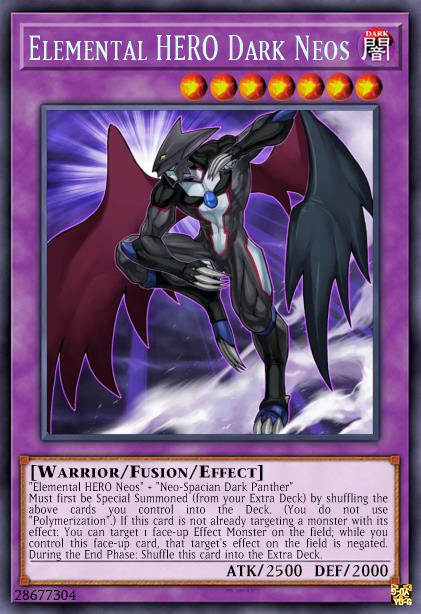 ELEMENTAL HERO DARK NEOS
DARK
闇
[WARRIOR/FUSION/EFFECT]
"Elemental HERO Neos" + "Neo-Spacian Dark Panther"
Must first be Special Summoned (from your Extra Deck) by shuffling the
above cards you control into the Deck. (You do not use
"Polymerization".) If this card is not already targeting a monster with its
effect: You can target 1 face-up Effect Monster on the field; while you
control this face-up card, that target's effect on the field is negated.
During the End Phase: Shuffle this card into the Extra Deck.
ATK/2500 DEF/2000
28677304